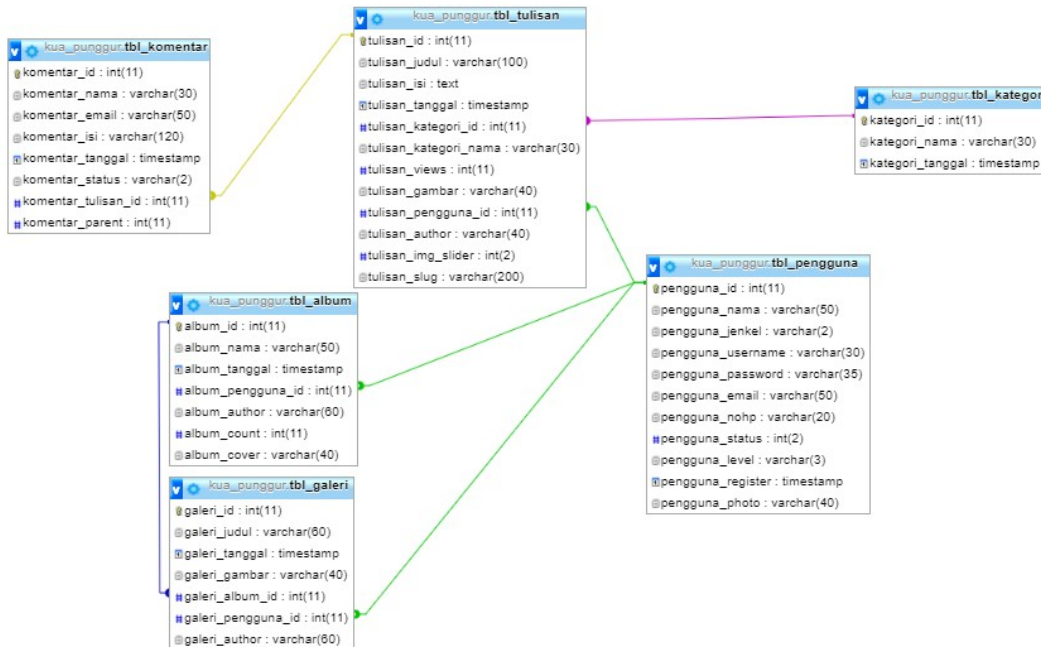 kua_punggur.tbl_komentar
komentar_id : int(11)
komentar_nama : varchar(30)
komentar_email : varchar(50)
komentar_isi : varchar(120)
komentar_tanggal : timestamp
komentar_status : varchar(2)
komentar_tulisan_id : int(11)
komentar_parent : int(11)
kua_punggur.tbl_tulisan
tulisan_id : int(11)
tulisan_judul : varchar(100)
tulisan_isi : text
tulisan_tanggal : timestamp
tulisan_kategori_id : int(11)
tulisan_kategori_nama : varchar(30)
tulisan_views : int(11)
tulisan_gambar : varchar(40)
tulisan_pengguna_id : int(11)
tulisan_author : varchar(40)
tulisan_img_slider : int(2)
tulisan_slug : varchar(200)
kua_punggur.tbl_kategori
kategori_id : int(11)
kategori_nama : varchar(30)
kategori_tanggal : timestamp
kua_punggur.tbl_album
album_id : int(11)
album_nama : varchar(50)
album_tanggal : timestamp
album_pengguna_id : int(11)
album_author : varchar(60)
album_count : int(11)
album_cover : varchar(40)
kua_punggur.tbl_pengguna
pengguna_id : int(11)
pengguna_nama : varchar(50)
pengguna_jenkel : varchar(2)
pengguna_username : varchar(30)
pengguna_password : varchar(35)
pengguna_email : varchar(50)
pengguna_nohp : varchar(20)
pengguna_status : int(2)
pengguna_level : varchar(3)
pengguna_register : timestamp
pengguna_photo : varchar(40)
kua_punggur.tbl_galeri
galeri_id : int(11)
galeri_judul : varchar(60)
galeri_tanggal : timestamp
galeri_gambar : varchar(40)
galeri_album_id : int(11)
galeri_pengguna_id : int(11)
galeri_author : varchar(60)